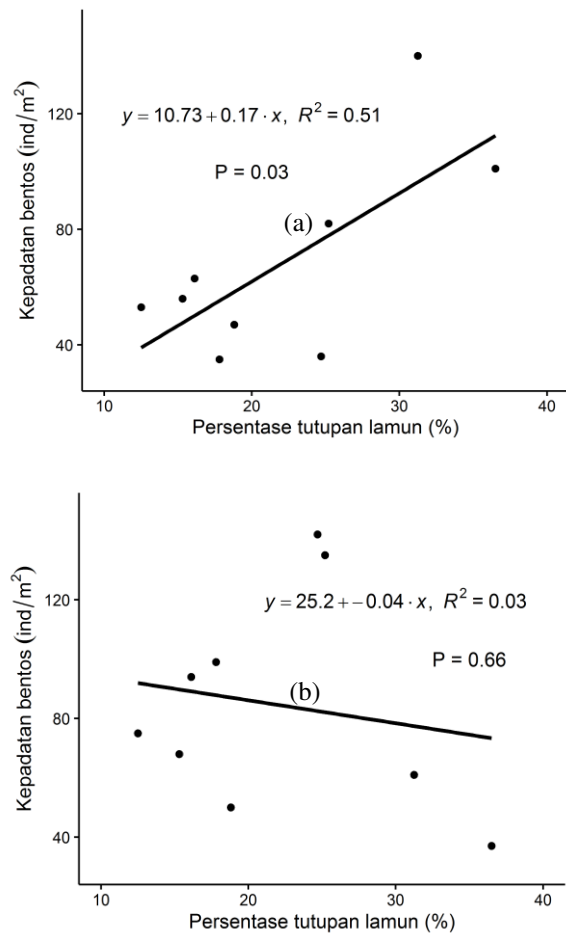 Kepadatan bentos (ind/m²)
120
80
40
y = 10.73 + 0.17 · x, R² = 0.51
P = 0.03
(a)
10 20 30 40
Persentase tutupan lamun (%)
Kepadatan bentos (ind/m²)
120
80
40
y = 25.2 + −0.04 · x, R² = 0.03
P = 0.66
(b)
10 20 30 40
Persentase tutupan lamun (%)